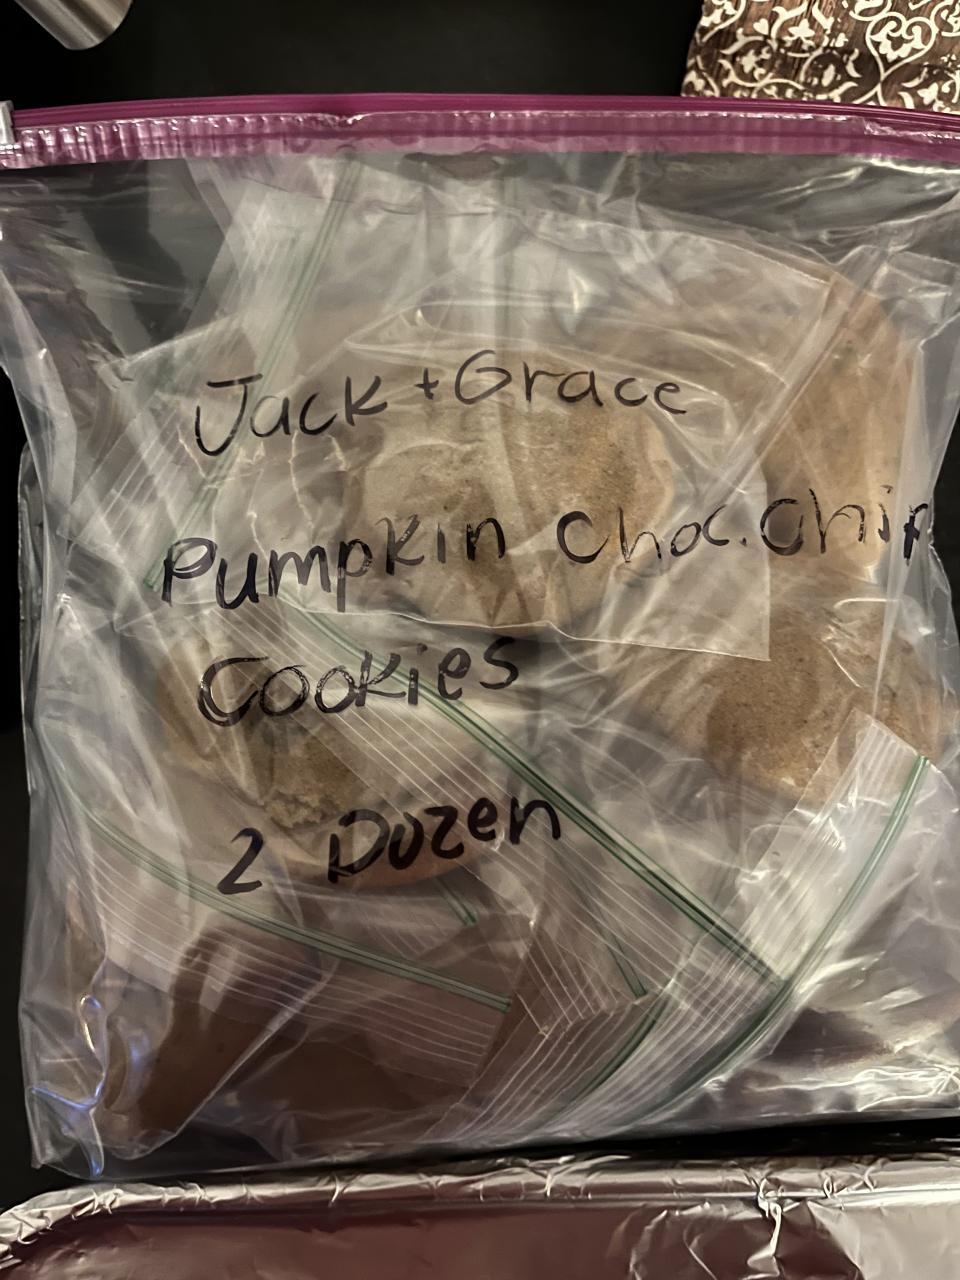 Jack + Grace
Pumpkin Choc. Chip
Cookies
2 Dozen